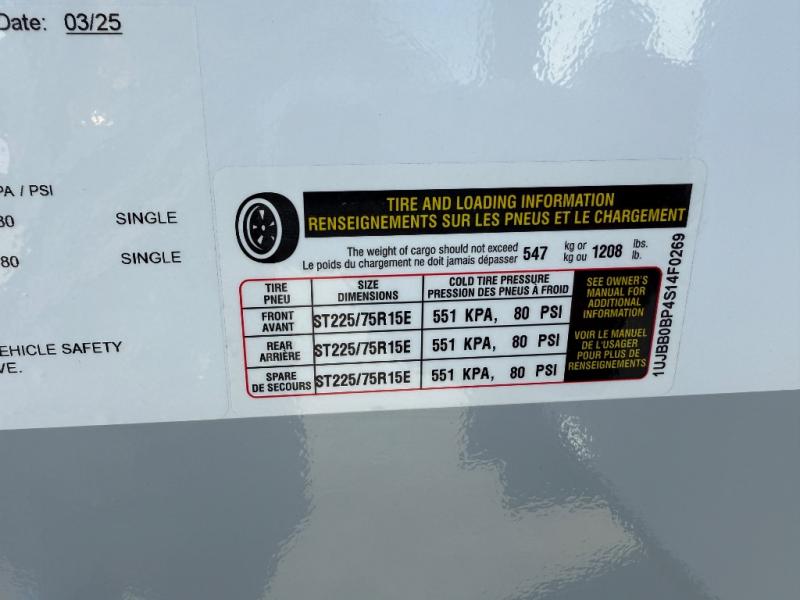 Date: 03/25
PA / PSI
80 SINGLE
80 SINGLE
EHICLE SAFETY
VE.
TIRE AND LOADING INFORMATION
RENSEIGNEMENTS SUR LES PNEUS ET LE CHARGEMENT
The weight of cargo should not exceed 547 kg or 1208 lbs.
Le poids du chargement ne doit jamais dépasser kg ou lb.
TIRE SIZE COLD TIRE PRESSURE
PNEU DIMENSIONS PRESSION DES PNEUS À FROID
FRONT
AVANT
ST225/75R15E 551 KPA, 80 PSI
REAR
ARRIÈRE
ST225/75R15E 551 KPA, 80 PSI
SPARE
DE SECOURS
ST225/75R15E 551 KPA, 80 PSI
SEE OWNER'S
MANUAL FOR
ADDITIONAL
INFORMATION
VOIR LE MANUEL
DE L'USAGER
POUR PLUS DE
RENSEIGNEMENTS
1UJBB0BP4S14F0269